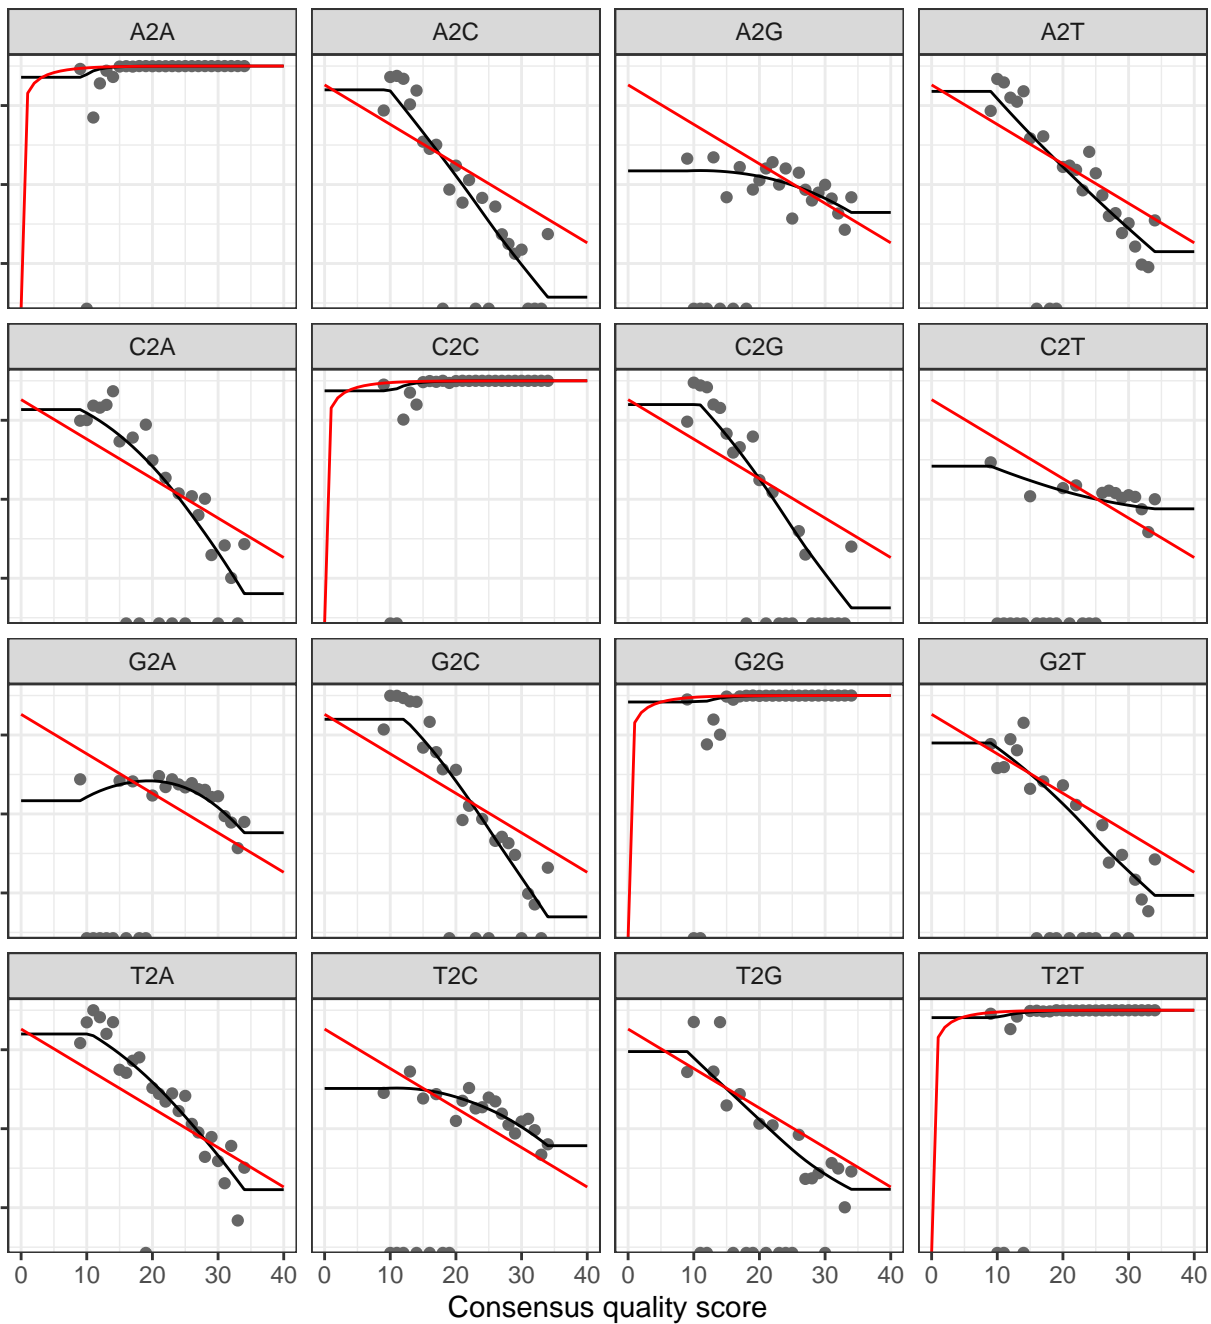 A2A A2C A2G A2T
C2A C2C C2G C2T
G2A G2C G2G G2T
T2A T2C T2G T2T
0 10 20 30 40 0 10 20 30 40 0 10 20 30 40 0 10 20 30 40
Consensus quality score